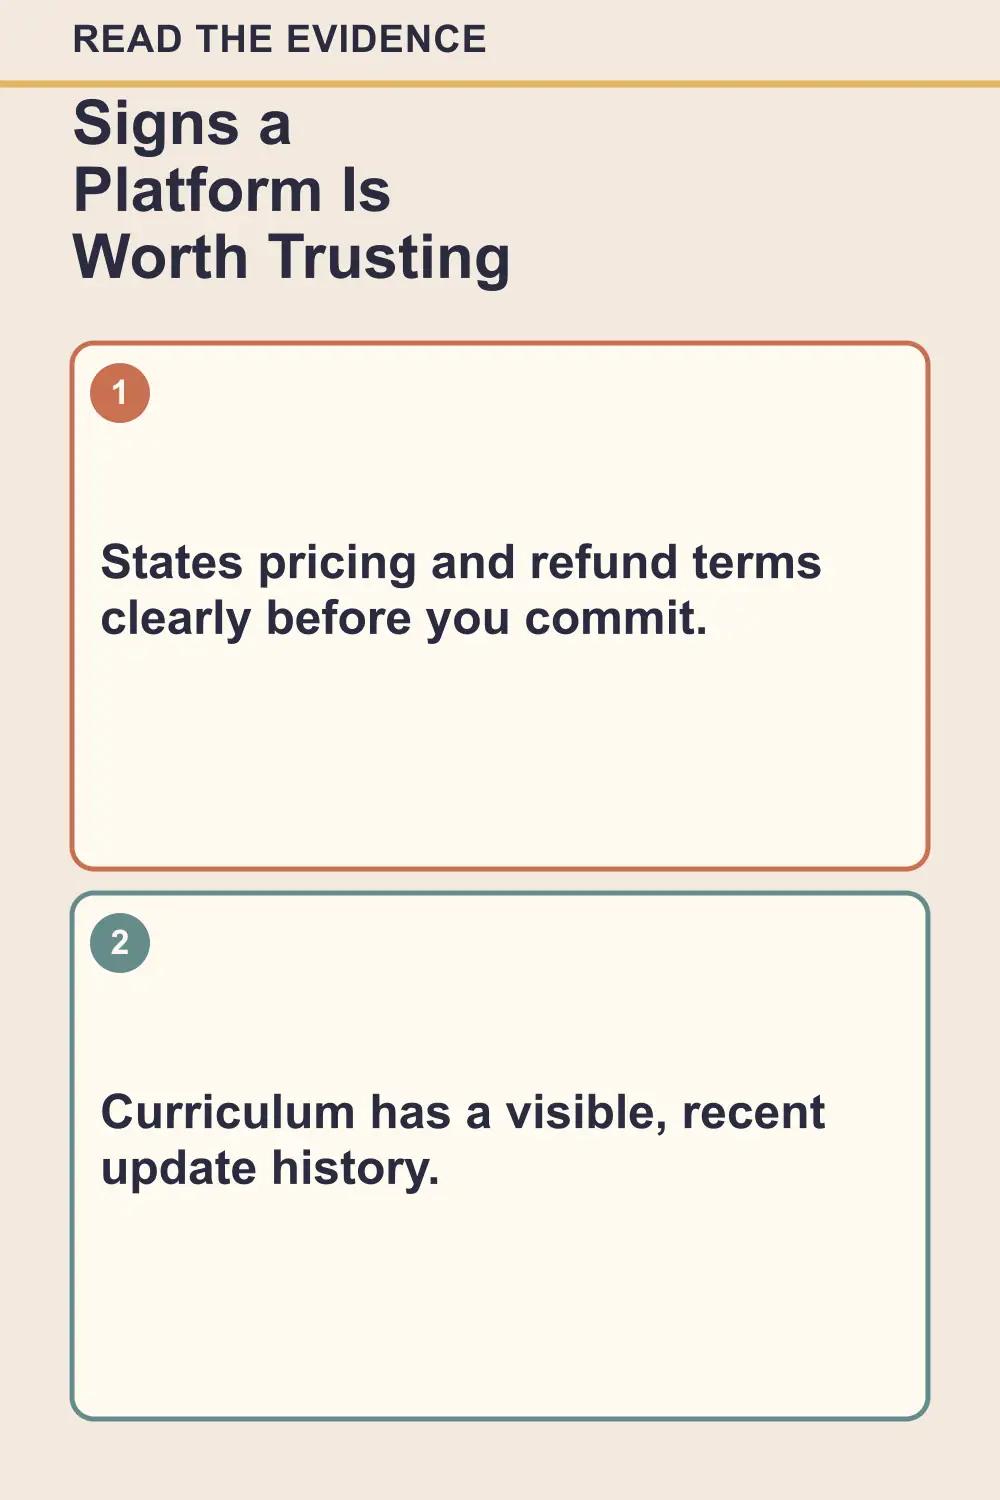 READ THE EVIDENCE
Signs a
Platform Is
Worth Trusting
1
States pricing and refund terms
clearly before you commit.
2
Curriculum has a visible, recent
update history.